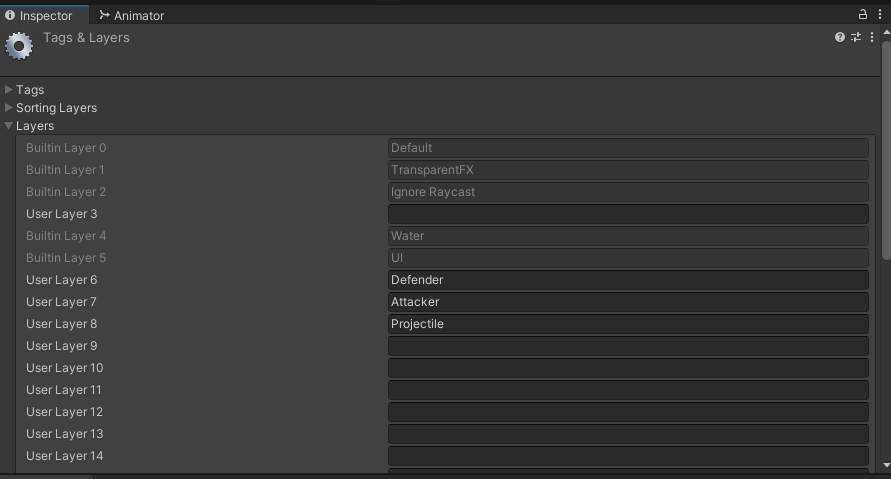 Inspector Animator
Tags & Layers
Tags
Sorting Layers
Layers
Builtin Layer 0 Default
Builtin Layer 1 TransparentFX
Builtin Layer 2 Ignore Raycast
User Layer 3
Builtin Layer 4 Water
Builtin Layer 5 UI
User Layer 6 Defender
User Layer 7 Attacker
User Layer 8 Projectile
User Layer 9
User Layer 10
User Layer 11
User Layer 12
User Layer 13
User Layer 14